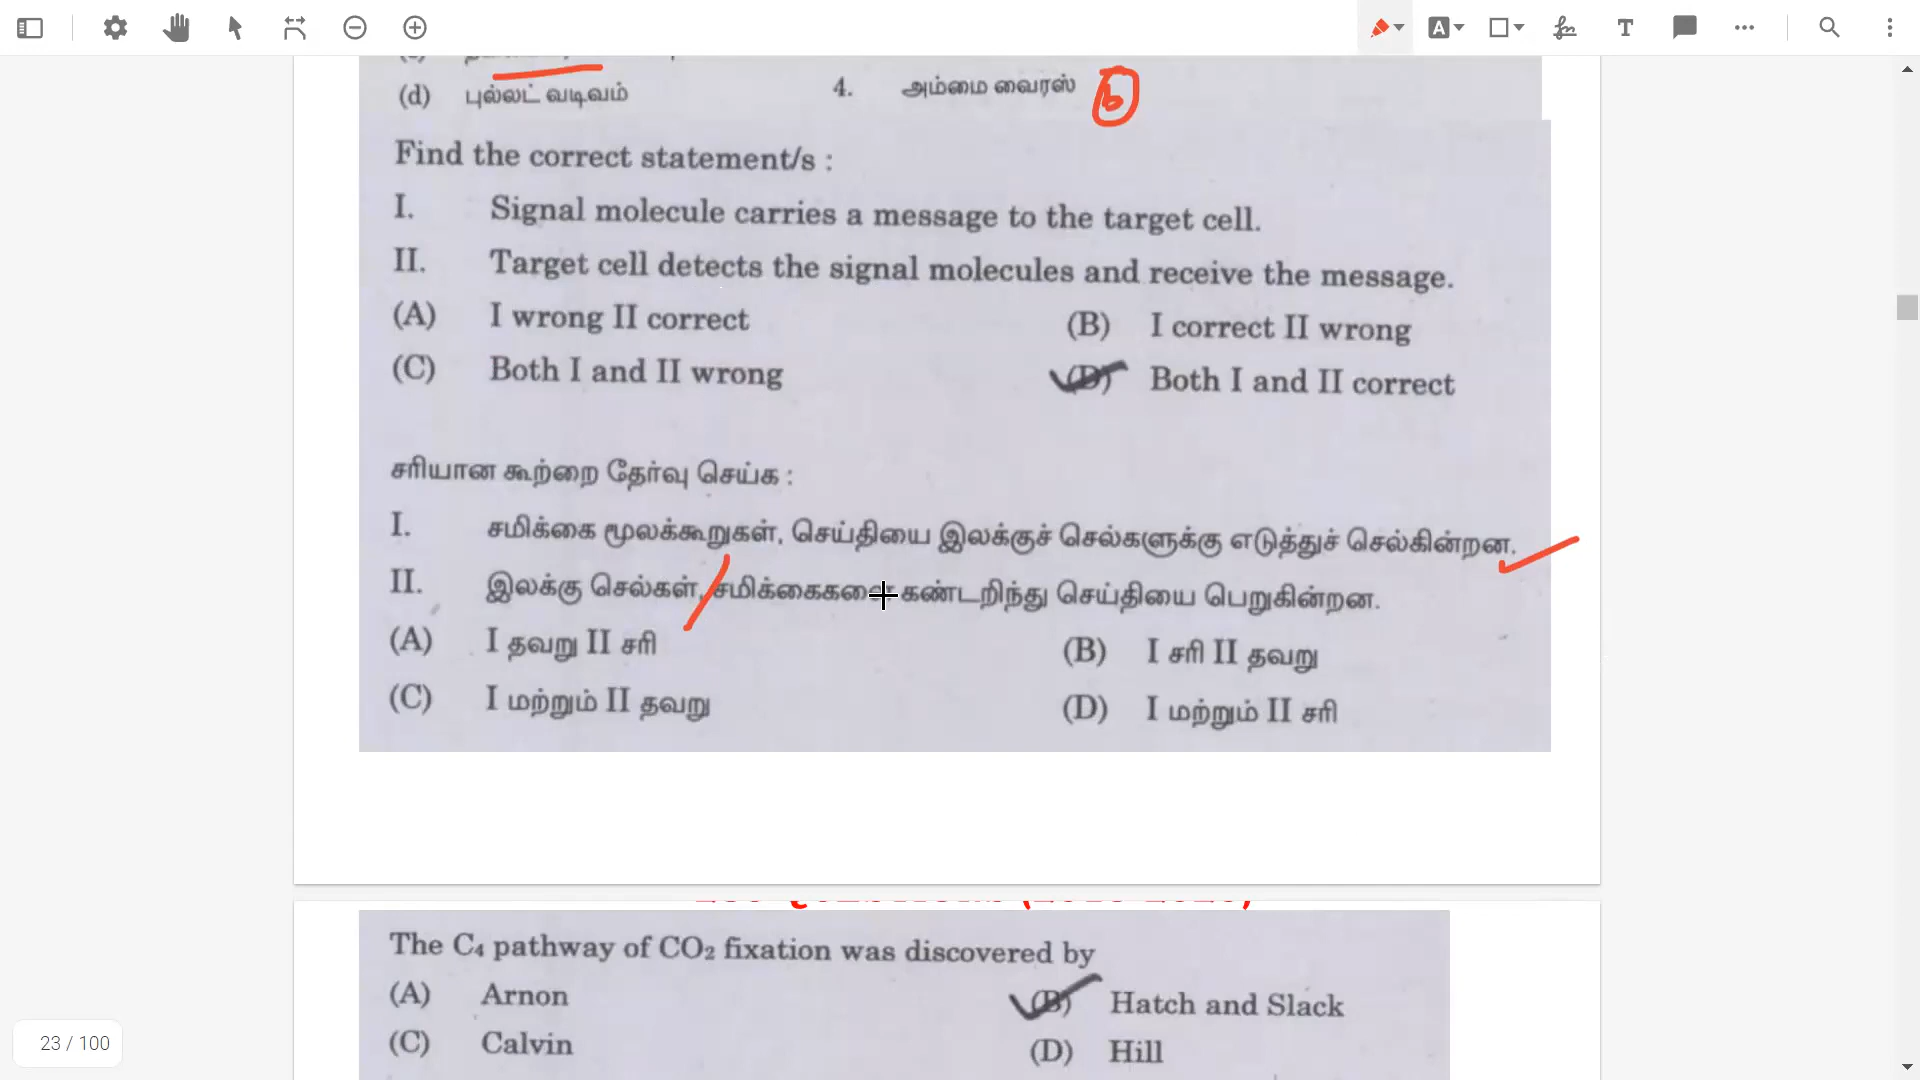 (d) புல்லட் வடிவம் 4. அம்மை வைரஸ் b
Find the correct statement/s :
I. Signal molecule carries a message to the target cell.
II. Target cell detects the signal molecules and receive the message.
(A) I wrong II correct (B) I correct II wrong
(C) Both I and II wrong (D) Both I and II correct
சரியான கூற்றை தேர்வு செய்க :
I. சமிக்கை மூலக்கூறுகள், செய்தியை இலக்குச் செல்களுக்கு எடுத்துச் செல்கின்றன.
II. இலக்கு செல்கள், சமிக்கைகளை கண்டறிந்து செய்தியை பெறுகின்றன.
(A) I தவறு II சரி (B) I சரி II தவறு
(C) I மற்றும் II தவறு (D) I மற்றும் II சரி
The C₄ pathway of CO₂ fixation was discovered by
(A) Arnon (B) Hatch and Slack
(C) Calvin (D) Hill
23 / 100